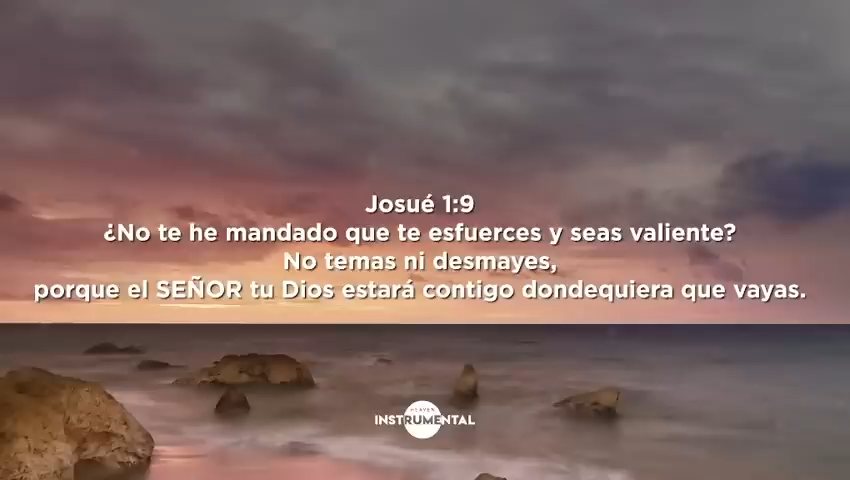 Josué 1:9
¿No te he mandado que te esfuerces y seas valiente?
No temas ni desmayes,
porque el SEÑOR tu Dios estará contigo dondequiera que vayas.
HEAVEN
INSTRUMENTAL